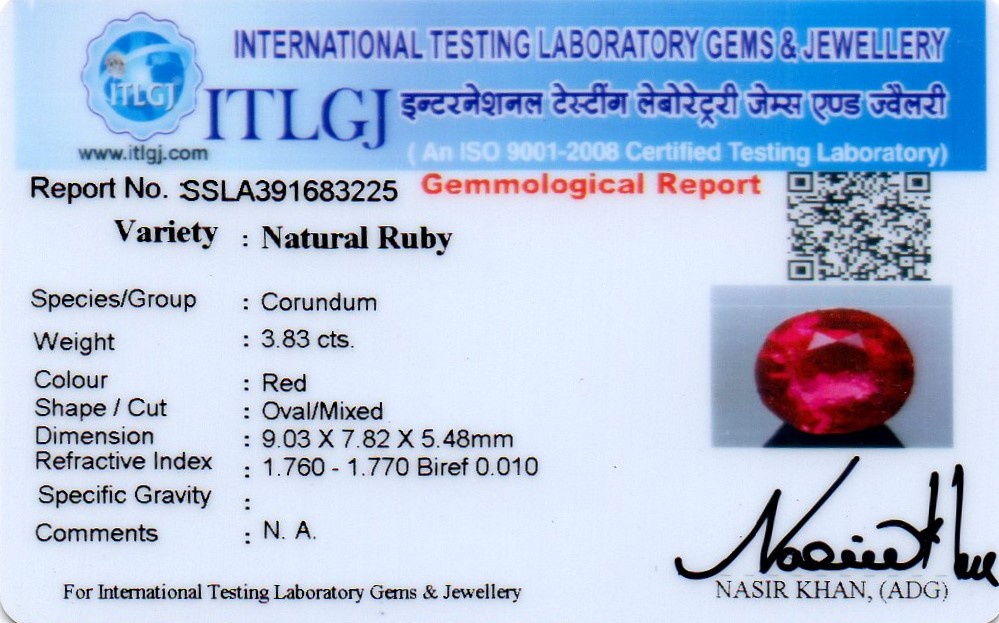 INTERNATIONAL TESTING LABORATORY GEMS & JEWELLERY
ITLGJ
ITLGJ इन्टरनेशनल टेस्टींग लेबोरेट्री जेम्स एण्ड ज्वैलरी
www.itlgj.com
( An ISO 9001-2008 Certified Testing Laboratory)
Report No. SSLA391683225
Gemmological Report
Variety : Natural Ruby
Species/Group : Corundum
Weight : 3.83 cts.
Colour : Red
Shape / Cut : Oval/Mixed
Dimension : 9.03 X 7.82 X 5.48mm
Refractive Index : 1.760 - 1.770 Biref 0.010
Specific Gravity :
Comments : N. A.
For International Testing Laboratory Gems & Jewellery
NASIR KHAN, (ADG)